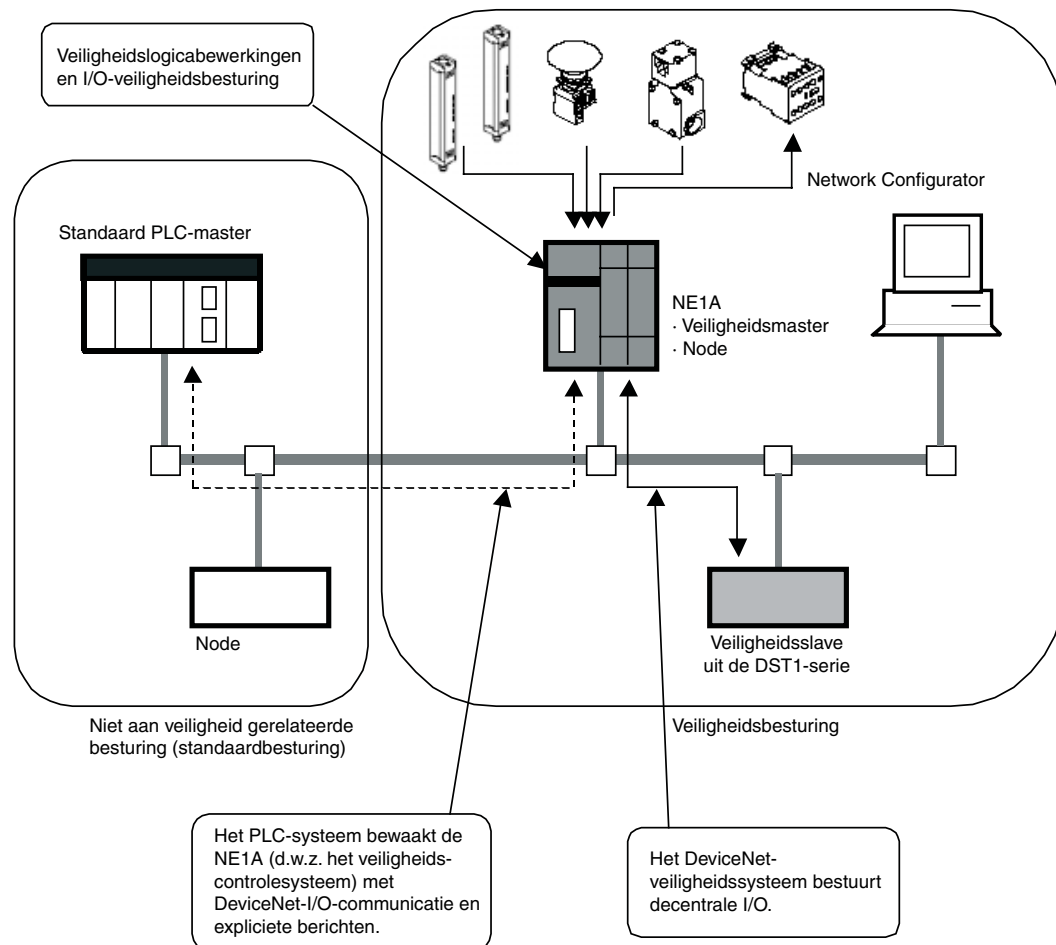 Veiligheidslogicabewerkingen
en I/O-veiligheidsbesturing
Network Configurator
Standaard PLC-master
NE1A
· Veiligheidsmaster
· Node
Node
Veiligheidsslave
uit de DST1-serie
Niet aan veiligheid gerelateerde
besturing (standaardbesturing)
Veiligheidsbesturing
Het PLC-systeem bewaakt de
NE1A (d.w.z. het veiligheids-
controlesysteem) met
DeviceNet-I/O-communicatie en
expliciete berichten.
Het DeviceNet-
veiligheidssysteem bestuurt
decentrale I/O.